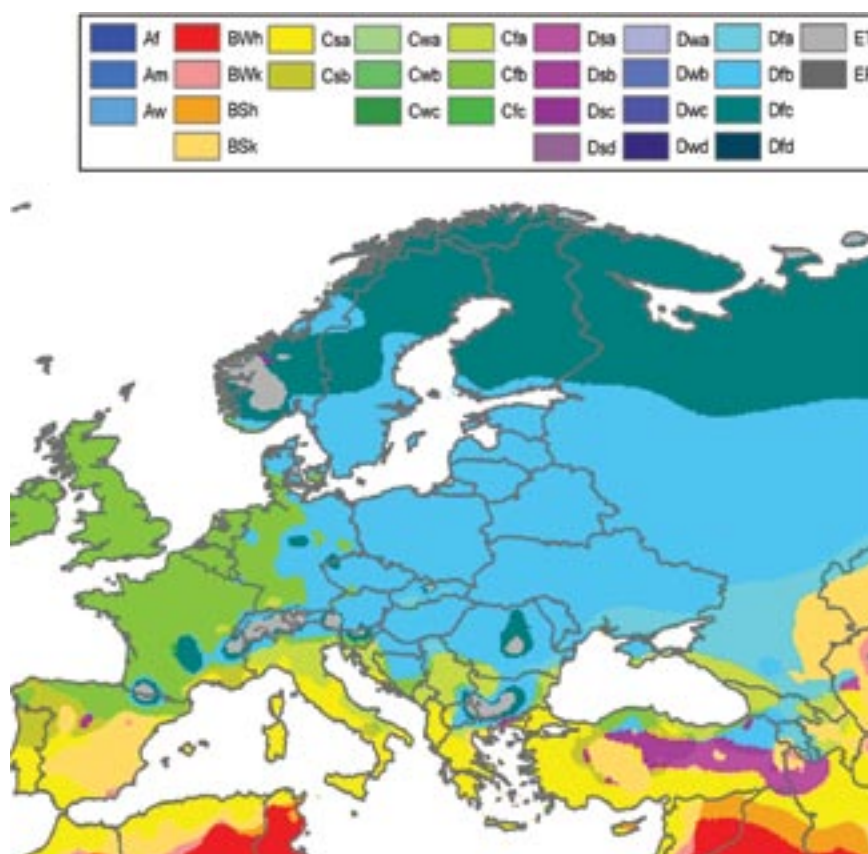 Af BWh Csa Cwa Cfa Dsa Dwa Dfa ET
Am BWk Csb Cwb Cfb Dsb Dwb Dfb
Aw BSh Cwc Cfc Dsc Dwc Dfc
BSk Dsd Dwd Dfd